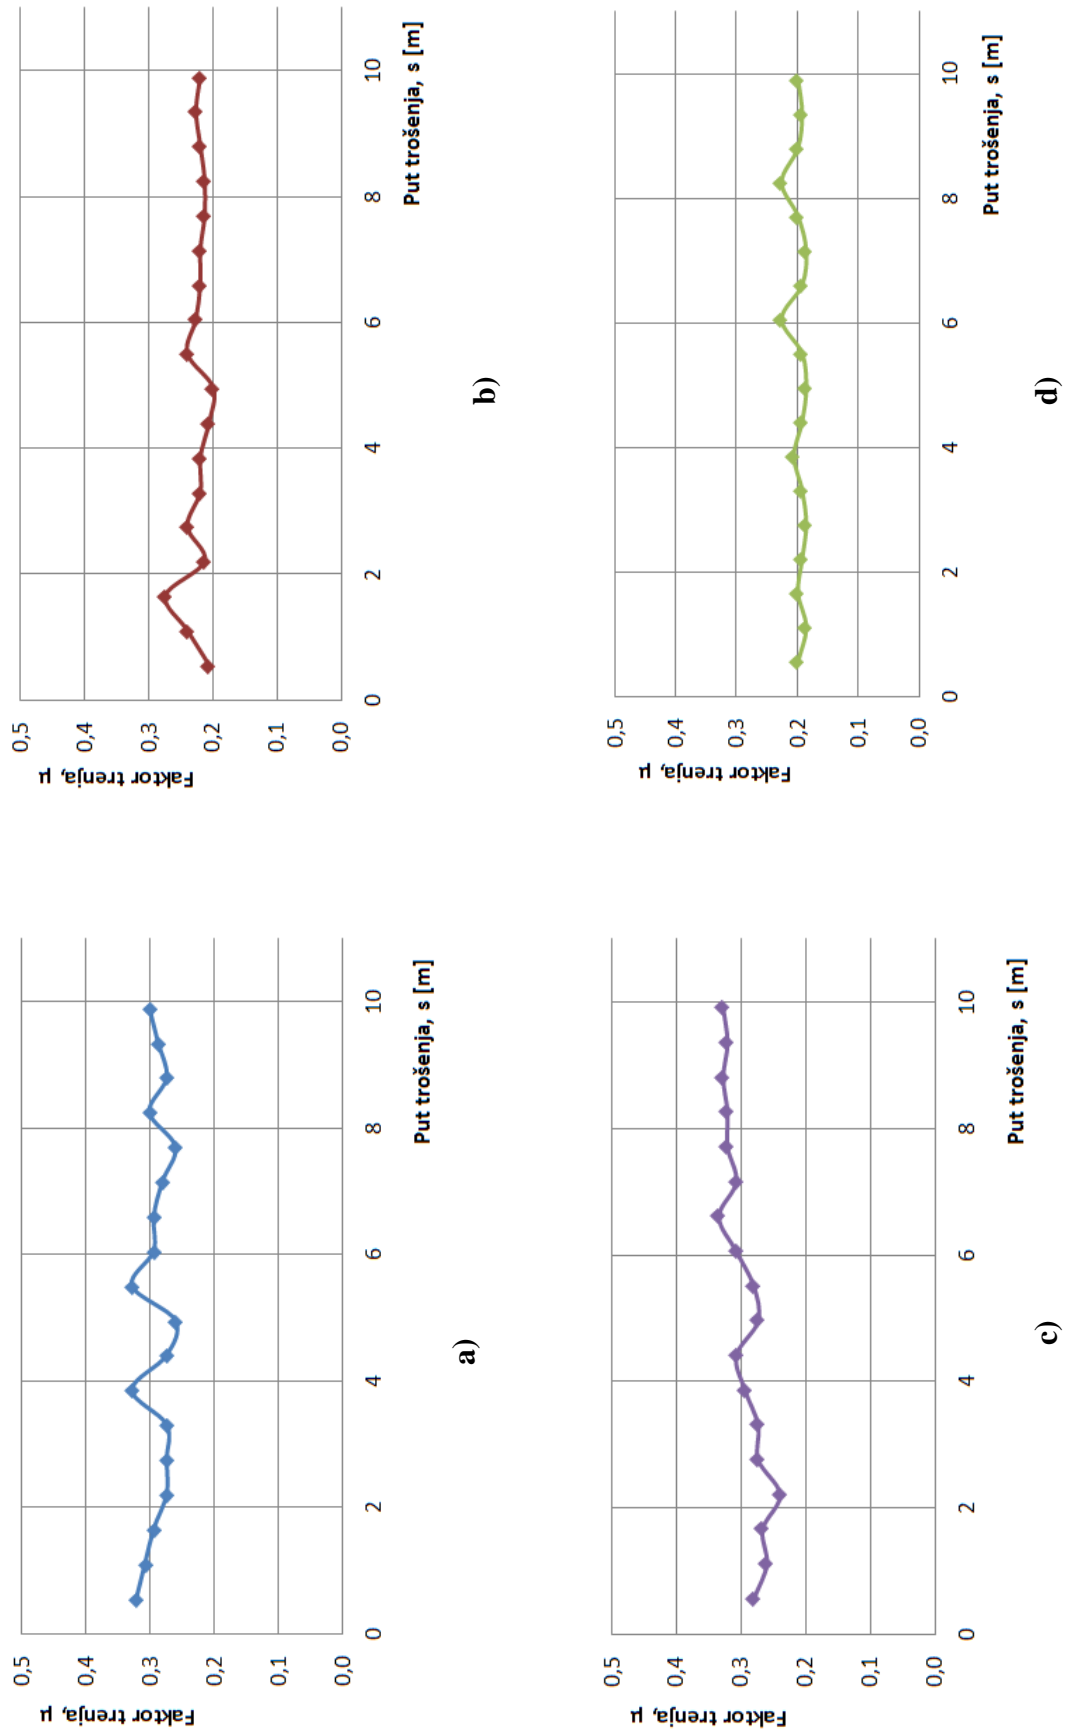 0,5
0,4
0,3
0,2
0,1
0,0
Faktor trenja, μ
0 2 4 6 8 10
Put trošenja, s [m]
a)
0,5
0,4
0,3
0,2
0,1
0,0
Faktor trenja, μ
0 2 4 6 8 10
Put trošenja, s [m]
b)
0,5
0,4
0,3
0,2
0,1
0,0
Faktor trenja, μ
0 2 4 6 8 10
Put trošenja, s [m]
c)
0,5
0,4
0,3
0,2
0,1
0,0
Faktor trenja, μ
0 2 4 6 8 10
Put trošenja, s [m]
d)